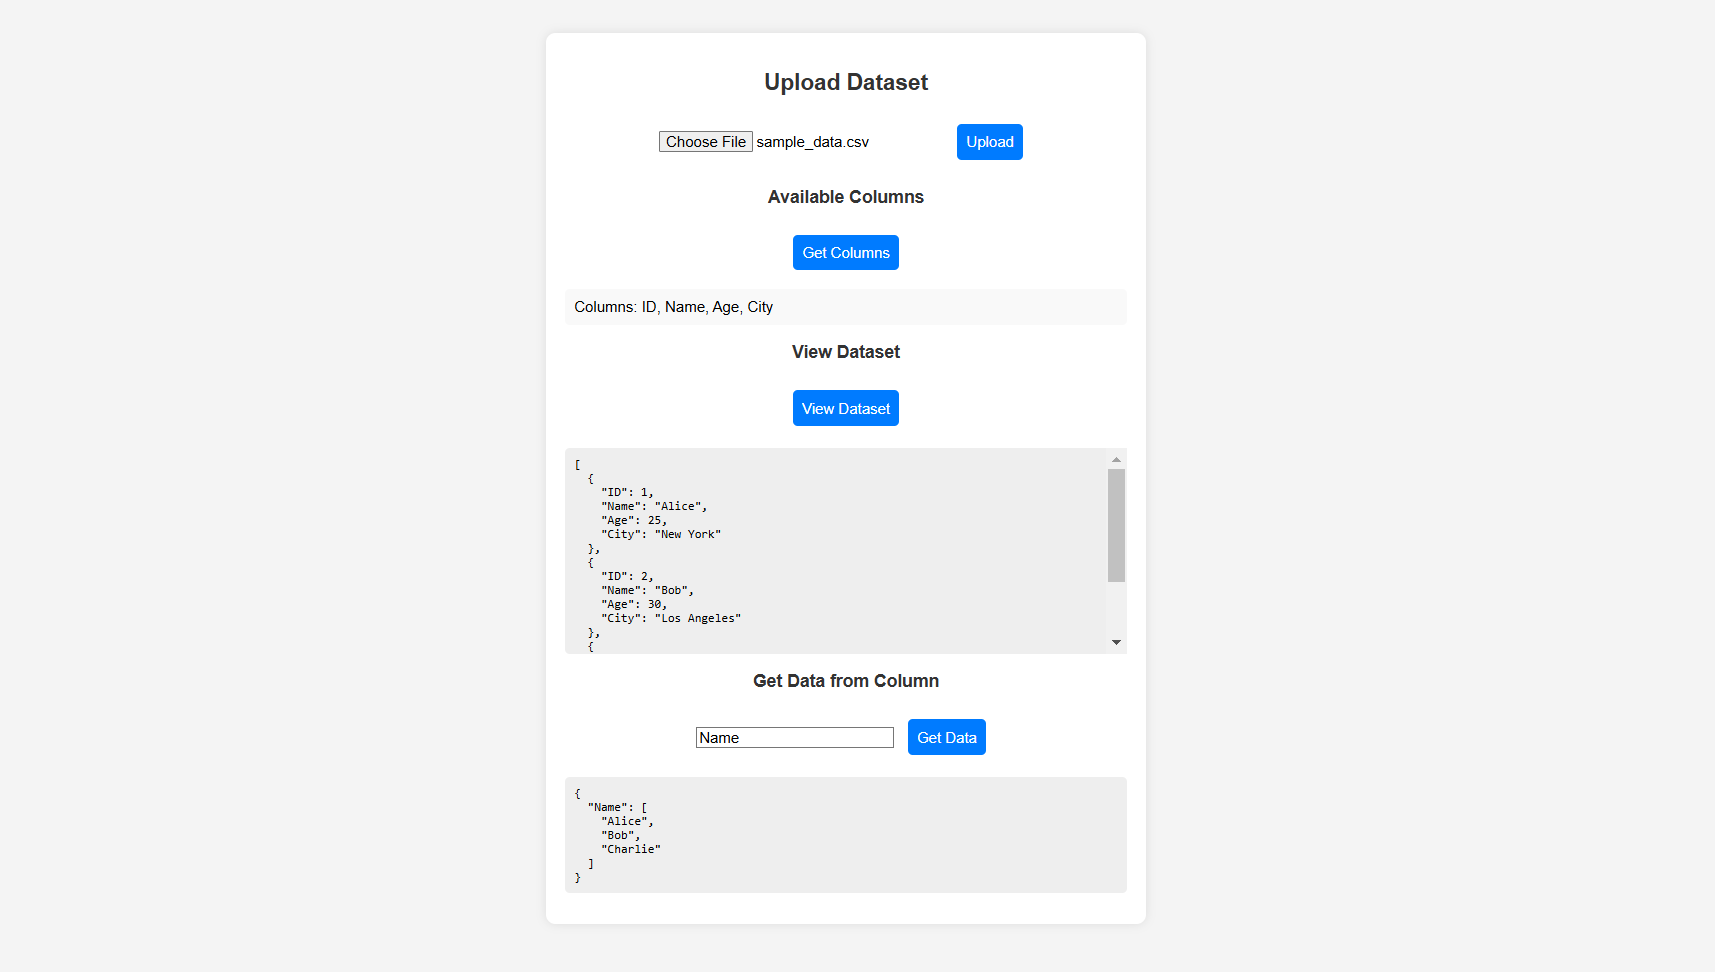 Upload Dataset
Choose File sample_data.csv Upload
Available Columns
Get Columns
Columns: ID, Name, Age, City
View Dataset
View Dataset
[
  {
    "ID": 1,
    "Name": "Alice",
    "Age": 25,
    "City": "New York"
  },
  {
    "ID": 2,
    "Name": "Bob",
    "Age": 30,
    "City": "Los Angeles"
  },
  {
Get Data from Column
Name Get Data
{
  "Name": [
    "Alice",
    "Bob",
    "Charlie"
  ]
}